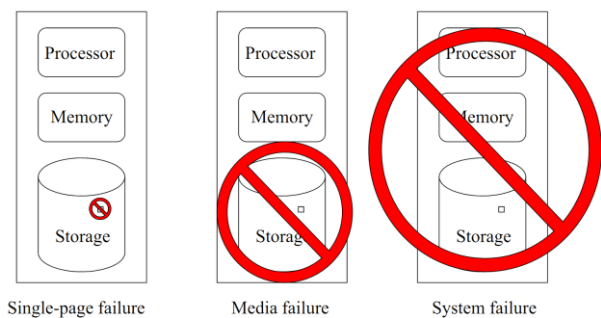 Processor
Memory
Storage
Single-page failure
Processor
Memory
Storage
Media failure
Processor
Memory
Storage
System failure